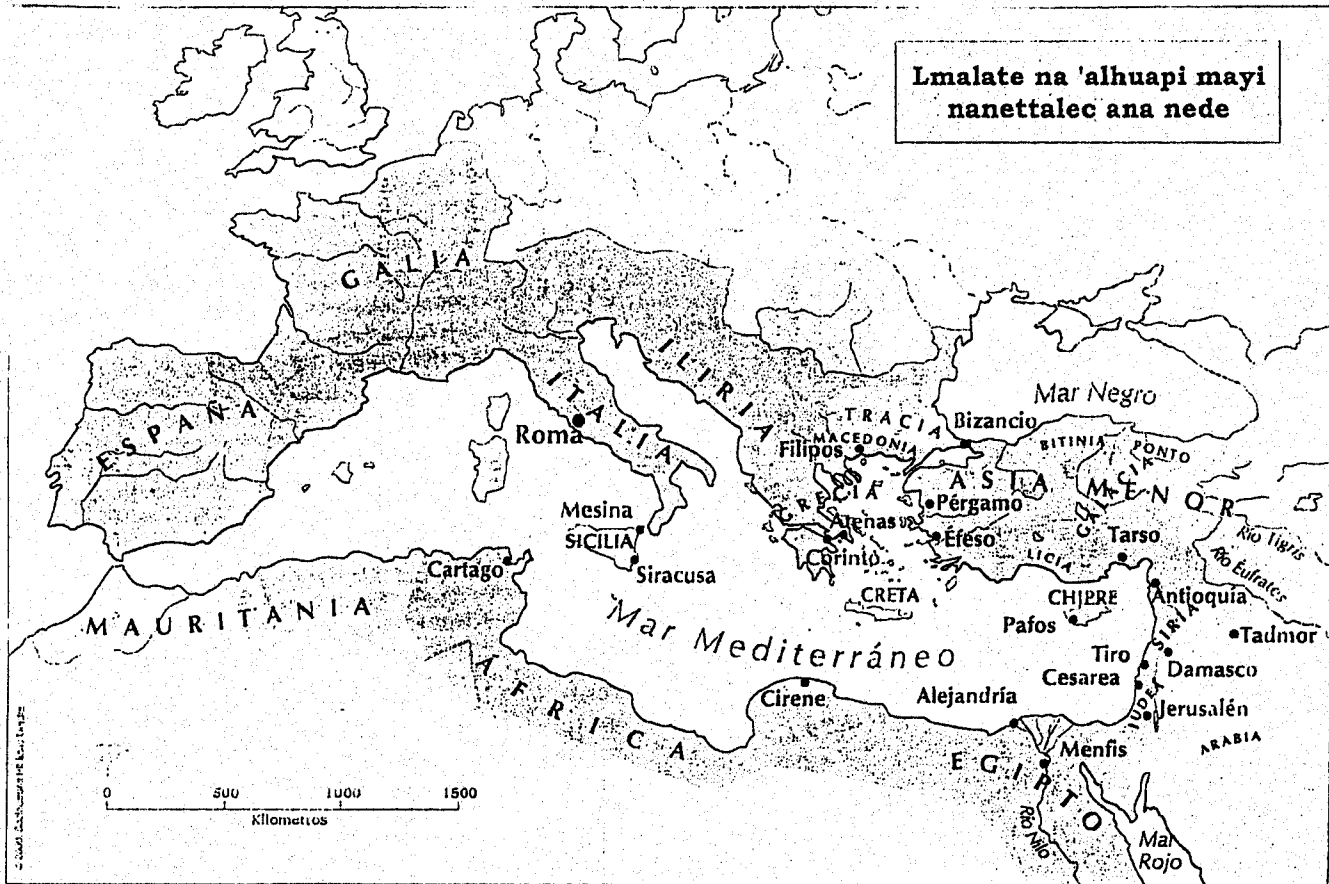 Lmalate na 'alhuapi mayi
nanettalec ana nede
GALIA
ESPAÑA
ITALIA
Roma
ILIRIA
TRACIA
MACEDONIA
Filipos
Bizancio
Mar Negro
BITINIA
PONTO
ASIA MENOR
GALACIA
GRECIA
Pérgamo
Atenas
Éfeso
Corinto
LICIA
Tarso
Río Tigris
Río Éufrates
Mesina
SICILIA
Siracusa
Cartago
CRETA
CHIPRE
Pafos
Antioquía
SIRIA
Tadmor
MAURITANIA
Mar Mediterráneo
Tiro
Damasco
Cesarea
JUDEA
Jerusalén
ARABIA
AFRICA
Cirene
Alejandría
Menfis
EGIPTO
Río Nilo
Mar
Rojo
0 500 1000 1500
Kilometros